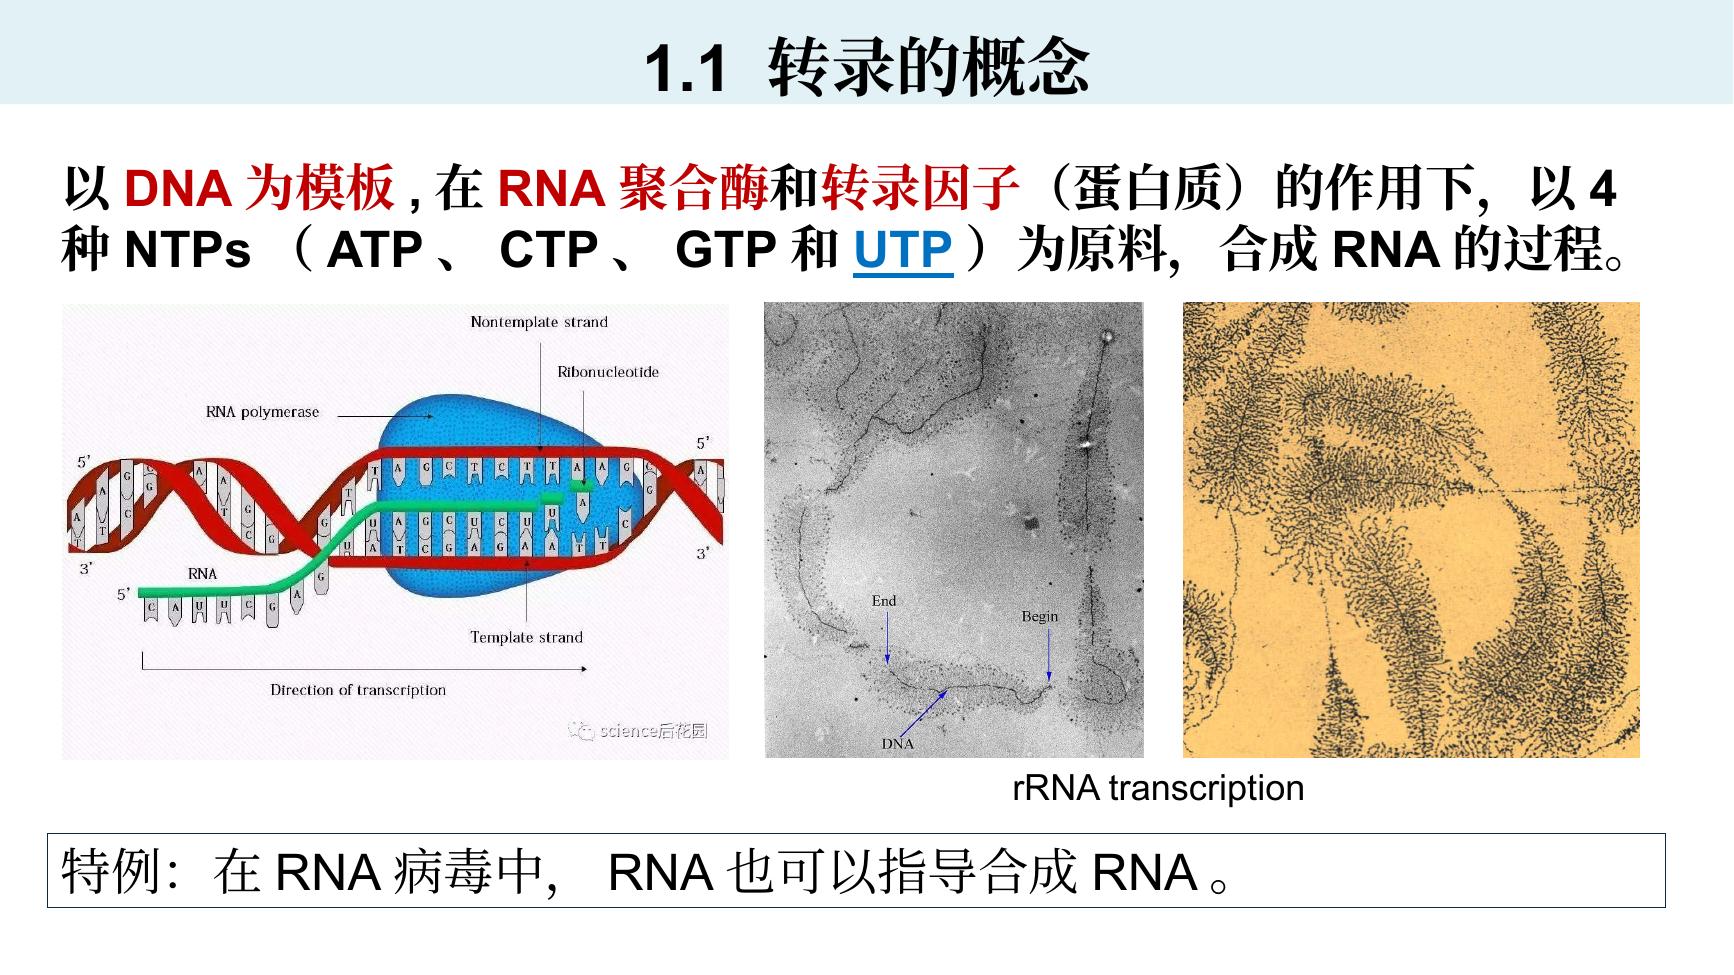 1.1 转录的概念
以 DNA 为模板 , 在 RNA 聚合酶和转录因子（蛋白质）的作用下，以 4
种 NTPs （ ATP 、 CTP 、 GTP 和 UTP ）为原料，合成 RNA 的过程。
Nontemplate strand
Ribonucleotide
RNA polymerase
5’
5’
T A G C T C T T A A G C
A G C U C U U A
A T C G A G A A T T C
3’
3’
RNA
5’
C A U U C G A G U U
Template strand
Direction of transcription
science后花园
End
Begin
DNA
rRNA transcription
特例：在 RNA 病毒中， RNA 也可以指导合成 RNA 。